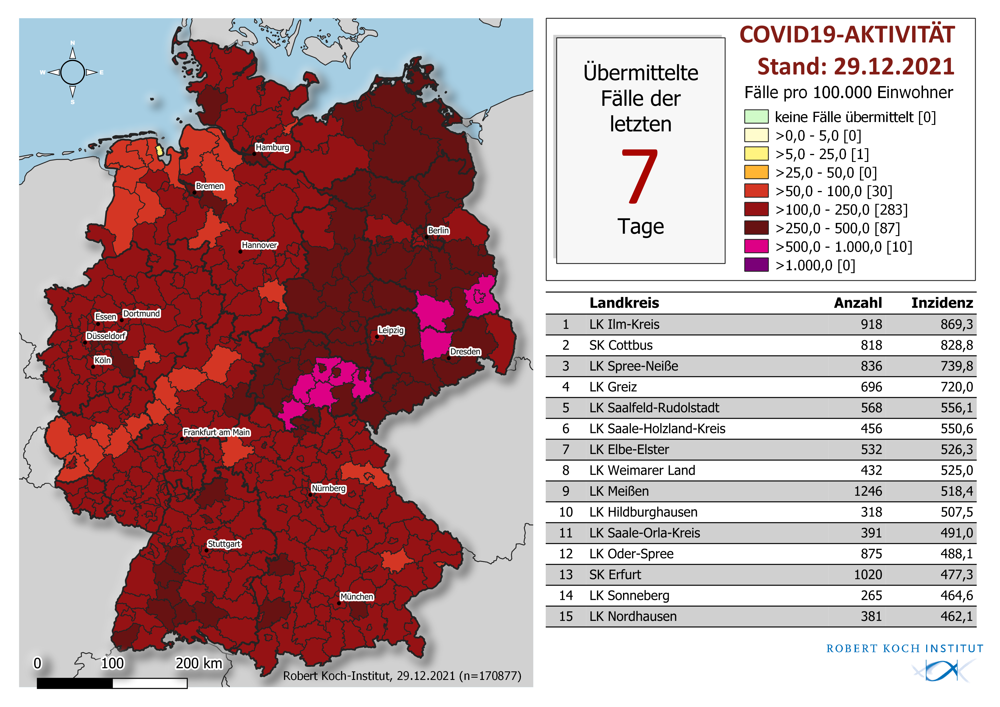 N
W E
S
Hamburg
Bremen
Berlin
Hannover
Essen Dortmund
Düsseldorf
Leipzig
Köln
Dresden
Frankfurt am Main
Nürnberg
Stuttgart
München
0 100 200 km
Robert Koch-Institut, 29.12.2021 (n=170877)
Übermittelte
Fälle der
letzten
7
Tage
COVID19-AKTIVITÄT
Stand: 29.12.2021
Fälle pro 100.000 Einwohner
keine Fälle übermittelt [0]
>0,0 - 5,0 [0]
>5,0 - 25,0 [1]
>25,0 - 50,0 [0]
>50,0 - 100,0 [30]
>100,0 - 250,0 [283]
>250,0 - 500,0 [87]
>500,0 - 1.000,0 [10]
>1.000,0 [0]
Landkreis Anzahl Inzidenz
1 LK Ilm-Kreis 918 869,3
2 SK Cottbus 818 828,8
3 LK Spree-Neiße 836 739,8
4 LK Greiz 696 720,0
5 LK Saalfeld-Rudolstadt 568 556,1
6 LK Saale-Holzland-Kreis 456 550,6
7 LK Elbe-Elster 532 526,3
8 LK Weimarer Land 432 525,0
9 LK Meißen 1246 518,4
10 LK Hildburghausen 318 507,5
11 LK Saale-Orla-Kreis 391 491,0
12 LK Oder-Spree 875 488,1
13 SK Erfurt 1020 477,3
14 LK Sonneberg 265 464,6
15 LK Nordhausen 381 462,1
ROBERT KOCH INSTITUT